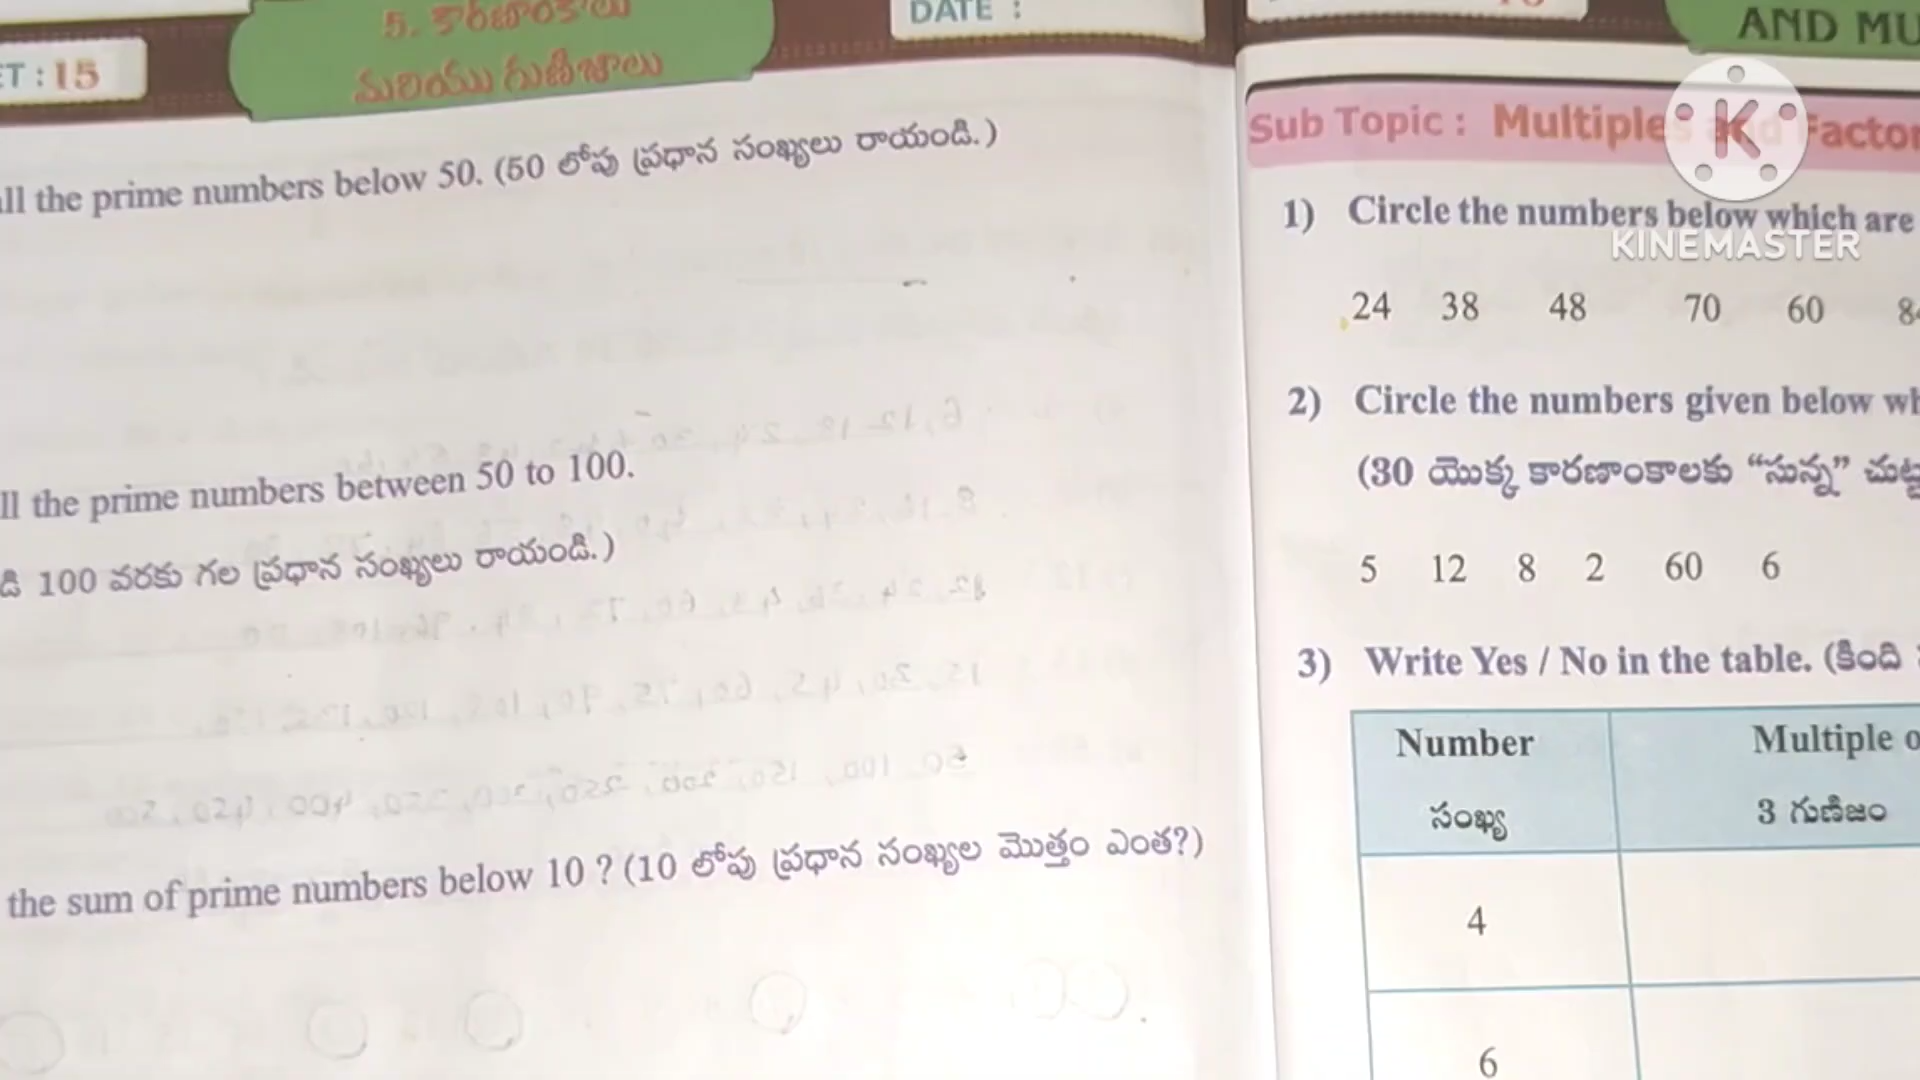 5. కారణాంకాలు
మరియు గుణిజాలు
DATE :
ET : 15
all the prime numbers below 50. (50 లోపు ప్రధాన సంఖ్యలు రాయండి.)
ll the prime numbers between 50 to 100.
డి 100 వరకు గల ప్రధాన సంఖ్యలు రాయండి.)
the sum of prime numbers below 10 ? (10 లోపు ప్రధాన సంఖ్యల మొత్తం ఎంత?)
AND MU
Sub Topic : Multiples and Factor
1) Circle the numbers below which are
24 38 48 70 60 84
2) Circle the numbers given below wh
(30 యొక్క కారణాంకాలకు “సున్న” చుట్ట
5 12 8 2 60 6
3) Write Yes / No in the table. (కింది
Number Multiple o
సంఖ్య 3 గుణిజం
4
6
K
KINEMASTER